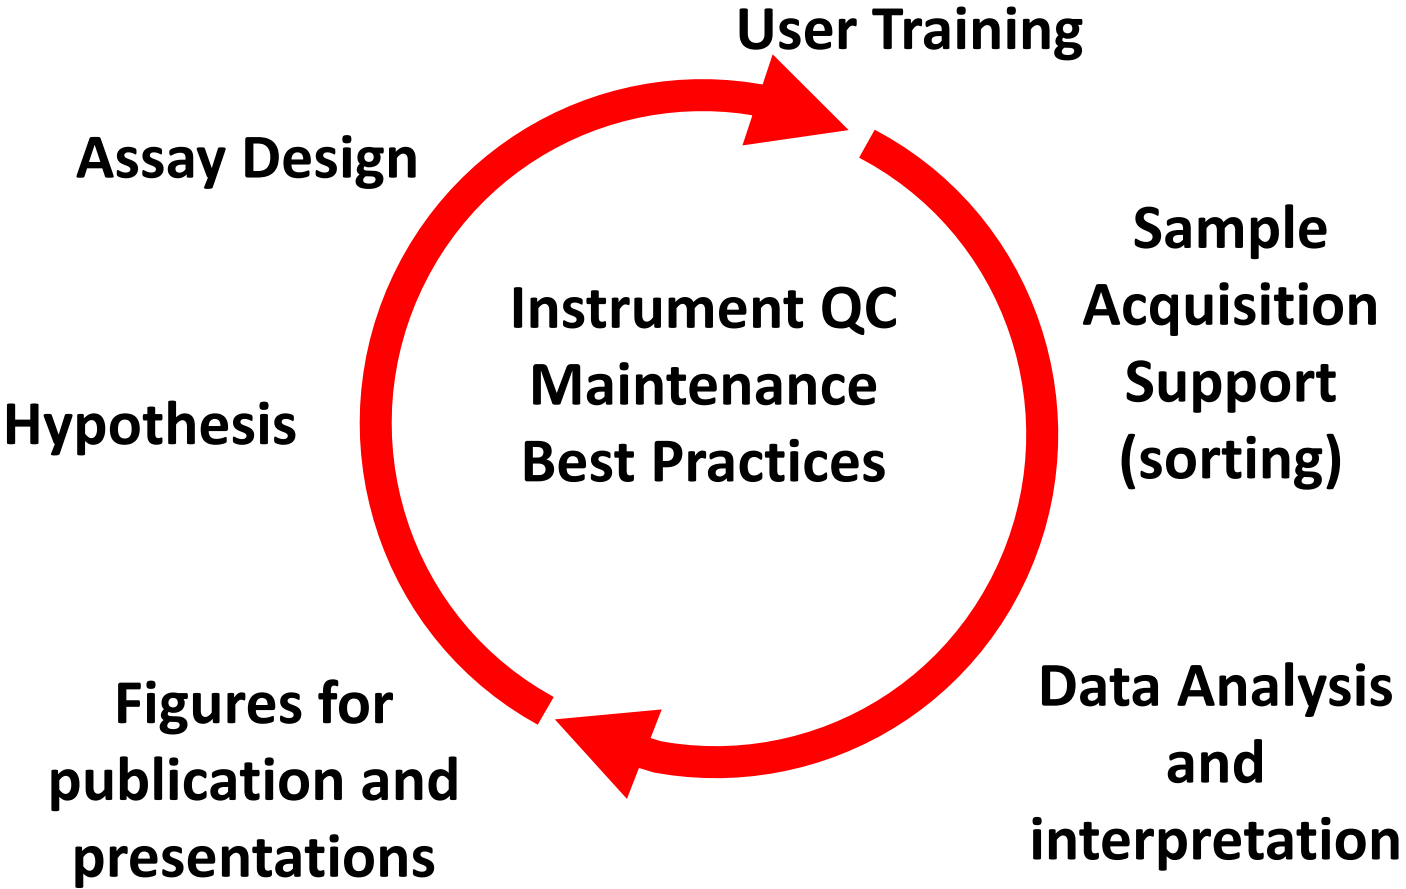 User Training
Assay Design
Sample
Acquisition
Support
(sorting)
Instrument QC
Maintenance
Best Practices
Hypothesis
Data Analysis
and
interpretation
Figures for
publication and
presentations